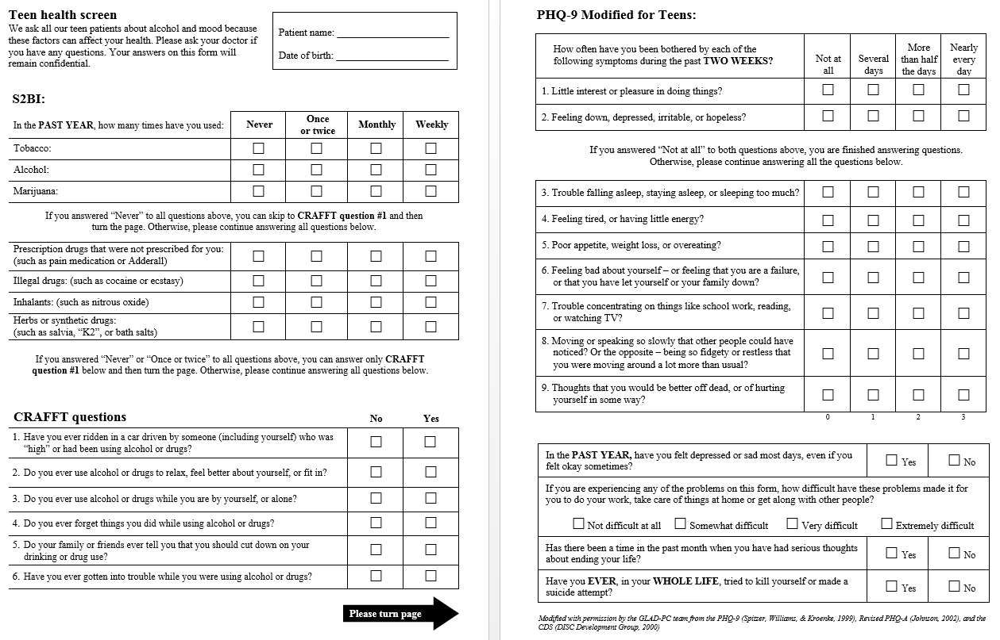 Teen health screen
We ask all our teen patients about alcohol and mood because
these factors can affect your health. Please ask your doctor if
you have any questions. Your answers on this form will
remain confidential.
Patient name: ______________________
Date of birth: ______________________
S2BI:
In the PAST YEAR, how many times have you used: Never Once or twice Monthly Weekly
Tobacco: ☐ ☐ ☐ ☐
Alcohol: ☐ ☐ ☐ ☐
Marijuana: ☐ ☐ ☐ ☐
If you answered “Never” to all questions above, you can skip to CRAFFT question #1 and then
turn the page. Otherwise, please continue answering all questions below.
Prescription drugs that were not prescribed for you:
(such as pain medication or Adderall) ☐ ☐ ☐ ☐
Illegal drugs: (such as cocaine or ecstasy) ☐ ☐ ☐ ☐
Inhalants: (such as nitrous oxide) ☐ ☐ ☐ ☐
Herbs or synthetic drugs:
(such as salvia, “K2”, or bath salts) ☐ ☐ ☐ ☐
If you answered “Never” or “Once or twice” to all questions above, you can answer only CRAFFT
question #1 below and then turn the page. Otherwise, please continue answering all questions below.
CRAFFT questions No Yes
1. Have you ever ridden in a car driven by someone (including yourself) who was
“high” or had been using alcohol or drugs? ☐ ☐
2. Do you ever use alcohol or drugs to relax, feel better about yourself, or fit in? ☐ ☐
3. Do you ever use alcohol or drugs while you are by yourself, or alone? ☐ ☐
4. Do you ever forget things you did while using alcohol or drugs? ☐ ☐
5. Do your family or friends ever tell you that you should cut down on your
drinking or drug use? ☐ ☐
6. Have you ever gotten into trouble while you were using alcohol or drugs? ☐ ☐
Please turn page
PHQ-9 Modified for Teens:
How often have you been bothered by each of the
following symptoms during the past TWO WEEKS?
Not at all Several days More than half the days Nearly every day
1. Little interest or pleasure in doing things? ☐ ☐ ☐ ☐
2. Feeling down, depressed, irritable, or hopeless? ☐ ☐ ☐ ☐
If you answered “Not at all” to both questions above, you are finished answering questions.
Otherwise, please continue answering all the questions below.
3. Trouble falling asleep, staying asleep, or sleeping too much? ☐ ☐ ☐ ☐
4. Feeling tired, or having little energy? ☐ ☐ ☐ ☐
5. Poor appetite, weight loss, or overeating? ☐ ☐ ☐ ☐
6. Feeling bad about yourself – or feeling that you are a failure,
or that you have let yourself or your family down? ☐ ☐ ☐ ☐
7. Trouble concentrating on things like school work, reading,
or watching TV? ☐ ☐ ☐ ☐
8. Moving or speaking so slowly that other people could have
noticed? Or the opposite – being so fidgety or restless that
you were moving around a lot more than usual? ☐ ☐ ☐ ☐
9. Thoughts that you would be better off dead, or of hurting
yourself in some way? ☐ ☐ ☐ ☐
0 1 2 3
In the PAST YEAR, have you felt depressed or sad most days, even if you
felt okay sometimes? ☐ Yes ☐ No
If you are experiencing any of the problems on this form, how difficult have these problems made it for
you to do your work, take care of things at home or get along with other people?
☐ Not difficult at all ☐ Somewhat difficult ☐ Very difficult ☐ Extremely difficult
Has there been a time in the past month when you have had serious thoughts
about ending your life? ☐ Yes ☐ No
Have you EVER, in your WHOLE LIFE, tried to kill yourself or made a
suicide attempt? ☐ Yes ☐ No
Modified with permission by the GLAD-PC team from the PHQ-9 (Spitzer, Williams, & Kroenke, 1999), Revised PHQ-A (Johnson, 2002), and the
CDS (DISC Development Group, 2000)